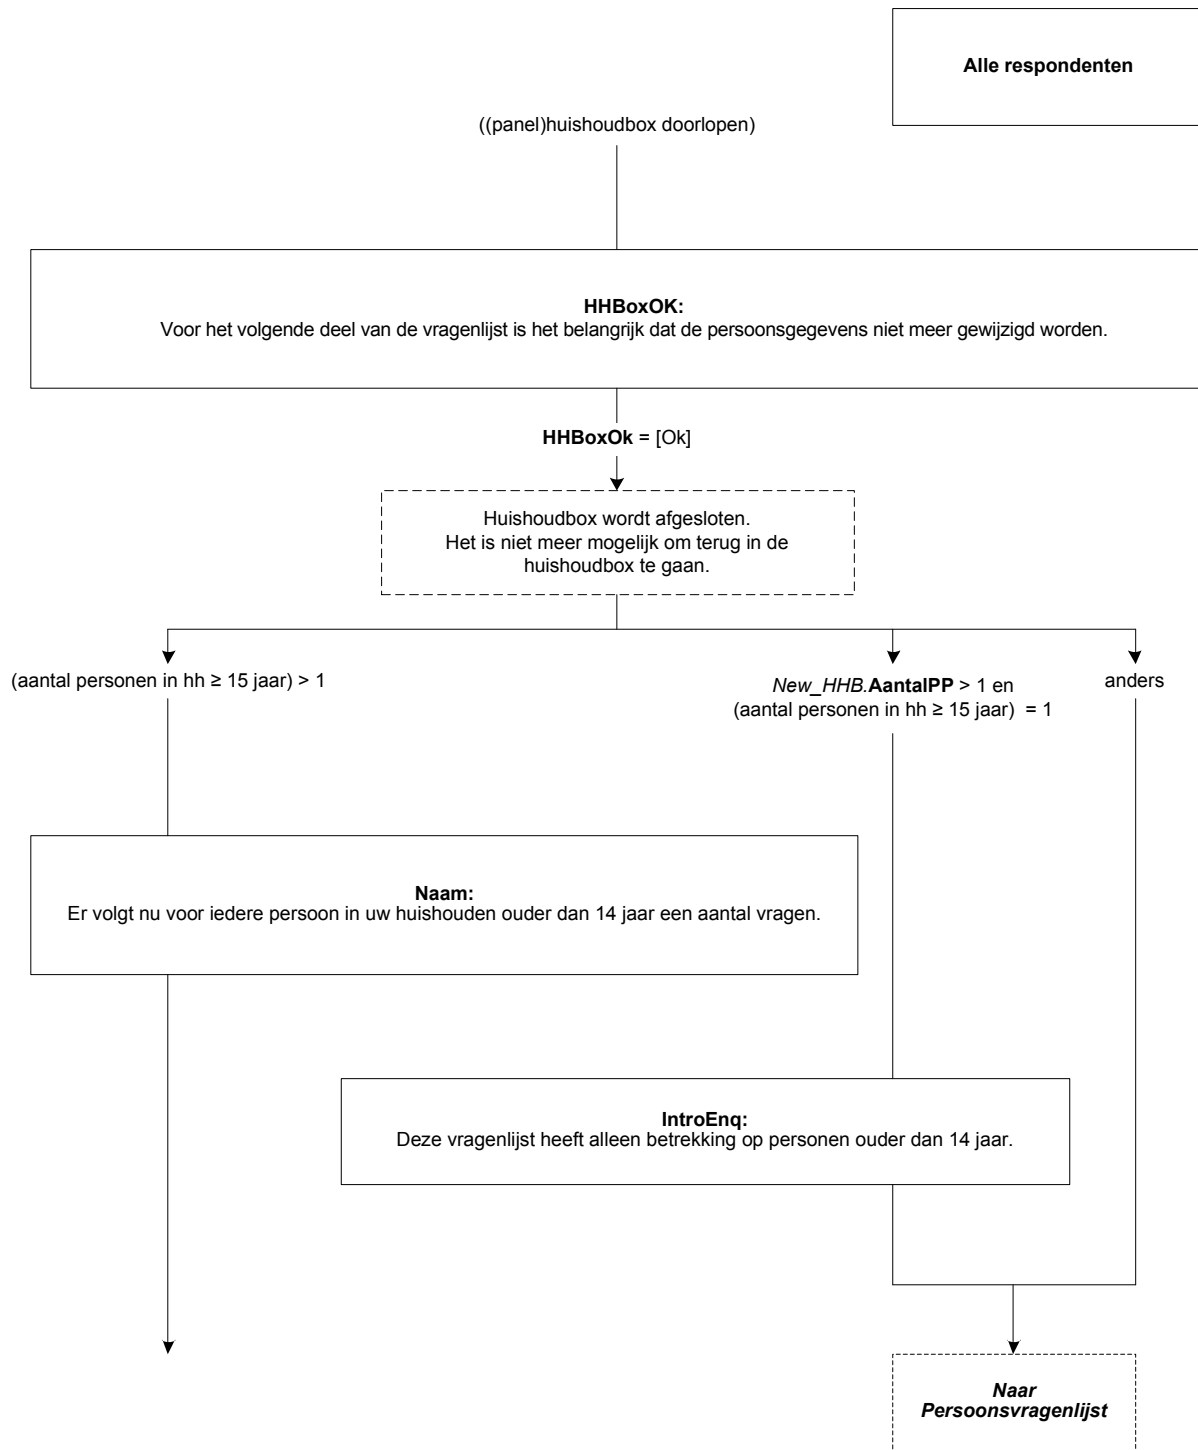 Alle respondenten
((panel)huishoudbox doorlopen)
HHBoxOK:
Voor het volgende deel van de vragenlijst is het belangrijk dat de persoonsgegevens niet meer gewijzigd worden.
HHBoxOk = [Ok]
Huishoudbox wordt afgesloten.
Het is niet meer mogelijk om terug in de
huishoudbox te gaan.
(aantal personen in hh ≥ 15 jaar) > 1
New_HHB.AantalPP > 1 en
(aantal personen in hh ≥ 15 jaar) = 1
anders
Naam:
Er volgt nu voor iedere persoon in uw huishouden ouder dan 14 jaar een aantal vragen.
IntroEnq:
Deze vragenlijst heeft alleen betrekking op personen ouder dan 14 jaar.
Naar
Persoonsvragenlijst